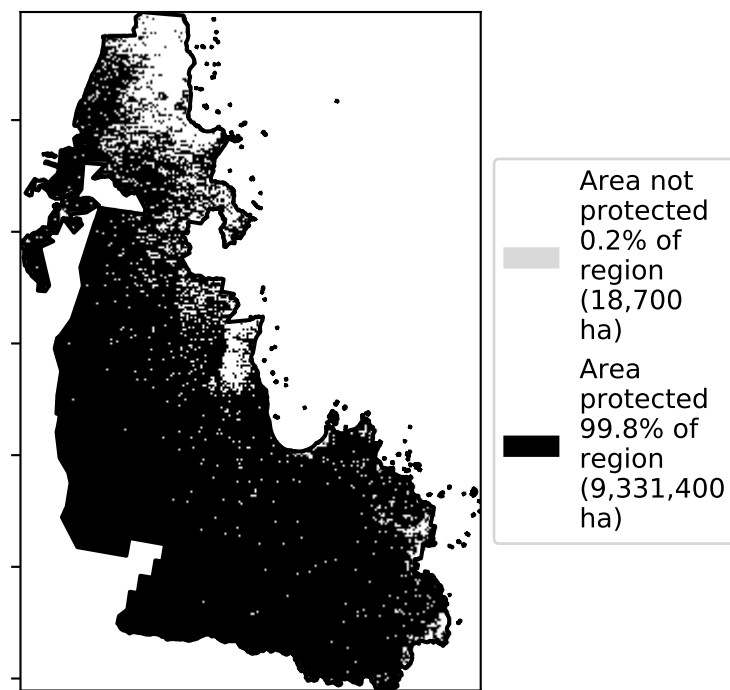 Area not
protected
0.2% of
region
(18,700
ha)
Area
protected
99.8% of
region
(9,331,400
ha)